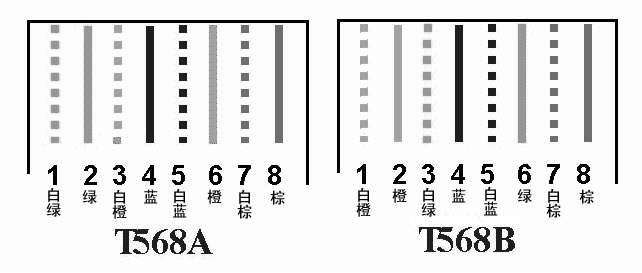 1 2 3 4 5 6 7 8
白绿 绿 白橙 蓝 白蓝 橙 白棕 棕
T568A
1 2 3 4 5 6 7 8
白橙 橙 白绿 蓝 白蓝 绿 白棕 棕
T568B